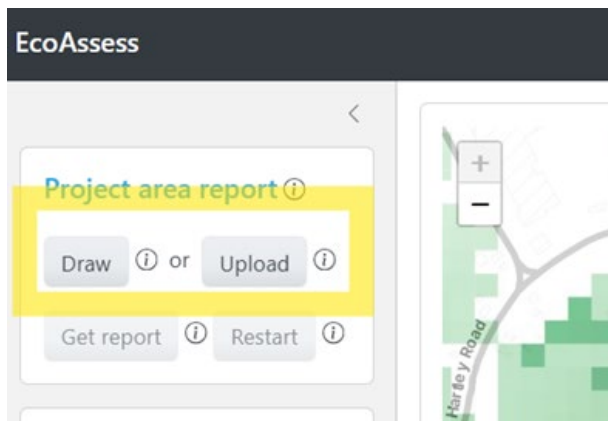 EcoAssess
Project area report
Draw or Upload
Get report Restart
Hartley Road